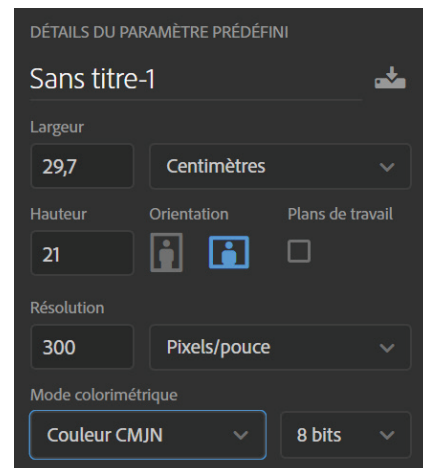 DÉTAILS DU PARAMÈTRE PRÉDÉFINI
Sans titre-1
Largeur
29,7 Centimètres
Hauteur Orientation Plans de travail
21
Résolution
300 Pixels/pouce
Mode colorimétrique
Couleur CMJN 8 bits